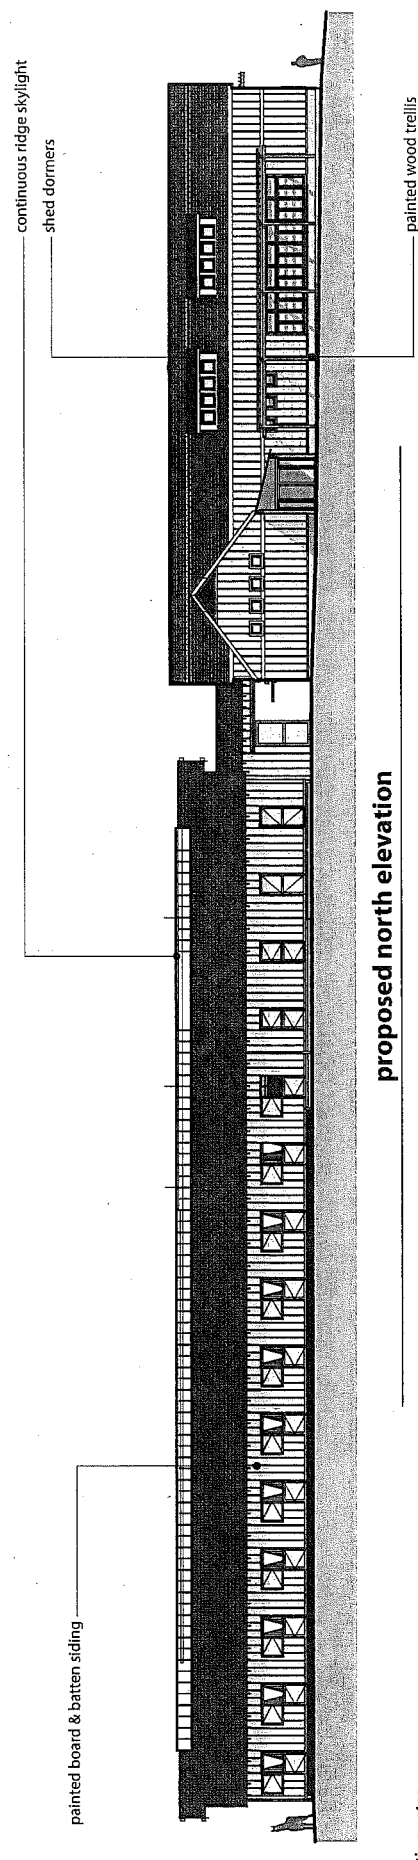 continuous ridge skylight
shed dormers
painted board & batten siding
painted wood trellis
proposed north elevation